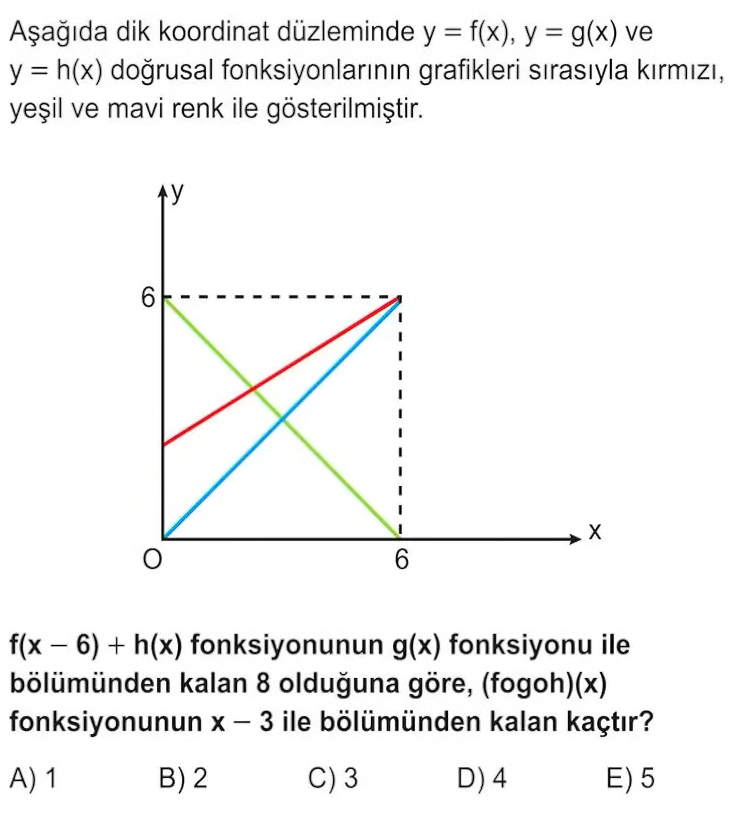 Aşağıda dik koordinat düzleminde y = f(x), y = g(x) ve
y = h(x) doğrusal fonksiyonlarının grafikleri sırasıyla kırmızı,
yeşil ve mavi renk ile gösterilmiştir.
y
6
x
O
6
f(x – 6) + h(x) fonksiyonunun g(x) fonksiyonu ile
bölümünden kalan 8 olduğuna göre, (fogoh)(x)
fonksiyonunun x – 3 ile bölümünden kalan kaçtır?
A) 1 B) 2 C) 3 D) 4 E) 5